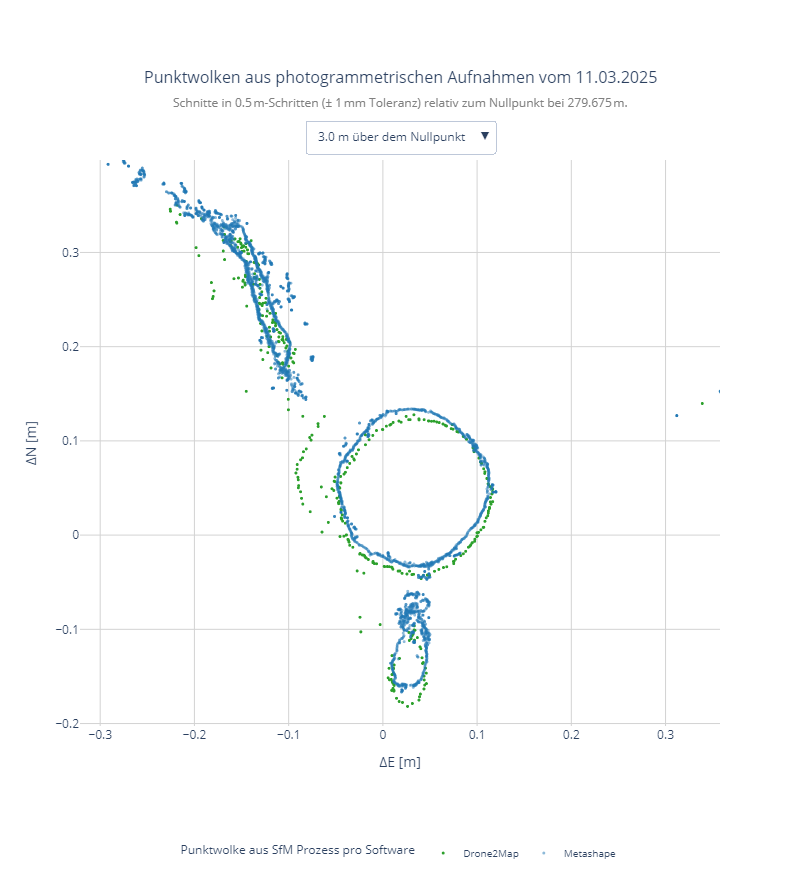 Punktwolken aus photogrammetrischen Aufnahmen vom 11.03.2025
Schnitte in 0.5 m-Schritten (± 1 mm Toleranz) relativ zum Nullpunkt bei 279.675 m.
3.0 m über dem Nullpunkt ▼
0.3
0.2
0.1
0
−0.1
−0.2
ΔN [m]
−0.3 −0.2 −0.1 0 0.1 0.2 0.3
ΔE [m]
Punktwolke aus SfM Prozess pro Software Drone2Map Metashape